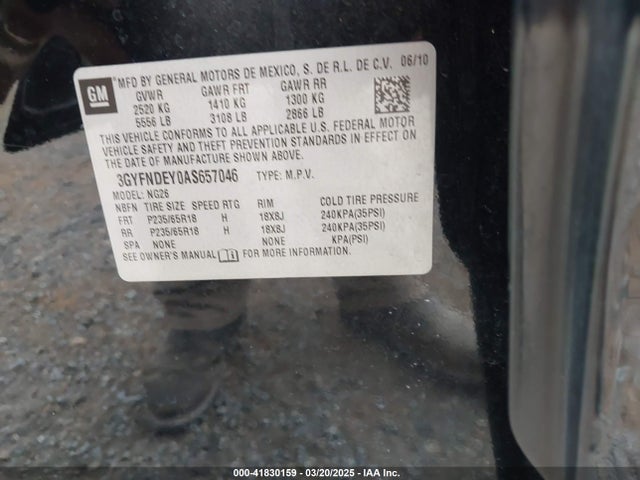 GM
MFD BY GENERAL MOTORS DE MEXICO, S. DE R.L. DE C.V. 06/10
GVWR GAWR FRT GAWR RR
2520 KG 1410 KG 1300 KG
5556 LB 3108 LB 2866 LB
THIS VEHICLE CONFORMS TO ALL APPLICABLE U.S. FEDERAL MOTOR
VEHICLE SAFETY AND THEFT PREVENTION STANDARDS IN EFFECT ON
THE DATE OF MANUFACTURE SHOWN ABOVE.
3GYFNDEY0AS657046 TYPE: M.P.V.
MODEL: NG26
NBFN TIRE SIZE SPEED RTG RIM COLD TIRE PRESSURE
FRT P235/65R18 H 18X8J 240KPA(35PSI)
RR P235/65R18 H 18X8J 240KPA(35PSI)
SPA NONE NONE KPA(PSI)
SEE OWNER'S MANUAL FOR MORE INFORMATION.
000-41830159 — 03/20/2025 — IAA Inc.